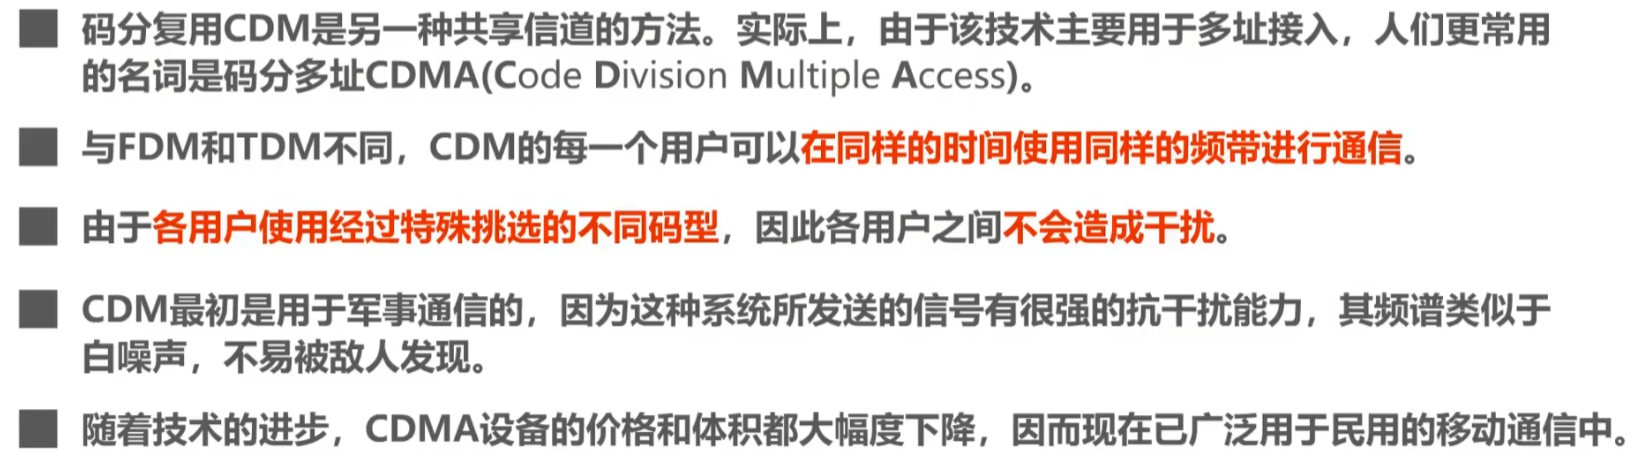 码分复用CDM是另一种共享信道的方法。实际上，由于该技术主要用于多址接入，人们更常用
的名词是码分多址CDMA(Code Division Multiple Access)。
与FDM和TDM不同，CDM的每一个用户可以在同样的时间使用同样的频带进行通信。
由于各用户使用经过特殊挑选的不同码型，因此各用户之间不会造成干扰。
CDM最初是用于军事通信的，因为这种系统所发送的信号有很强的抗干扰能力，其频谱类似于
白噪声，不易被敌人发现。
随着技术的进步，CDMA设备的价格和体积都大幅度下降，因而现在已广泛用于民用的移动通信中。